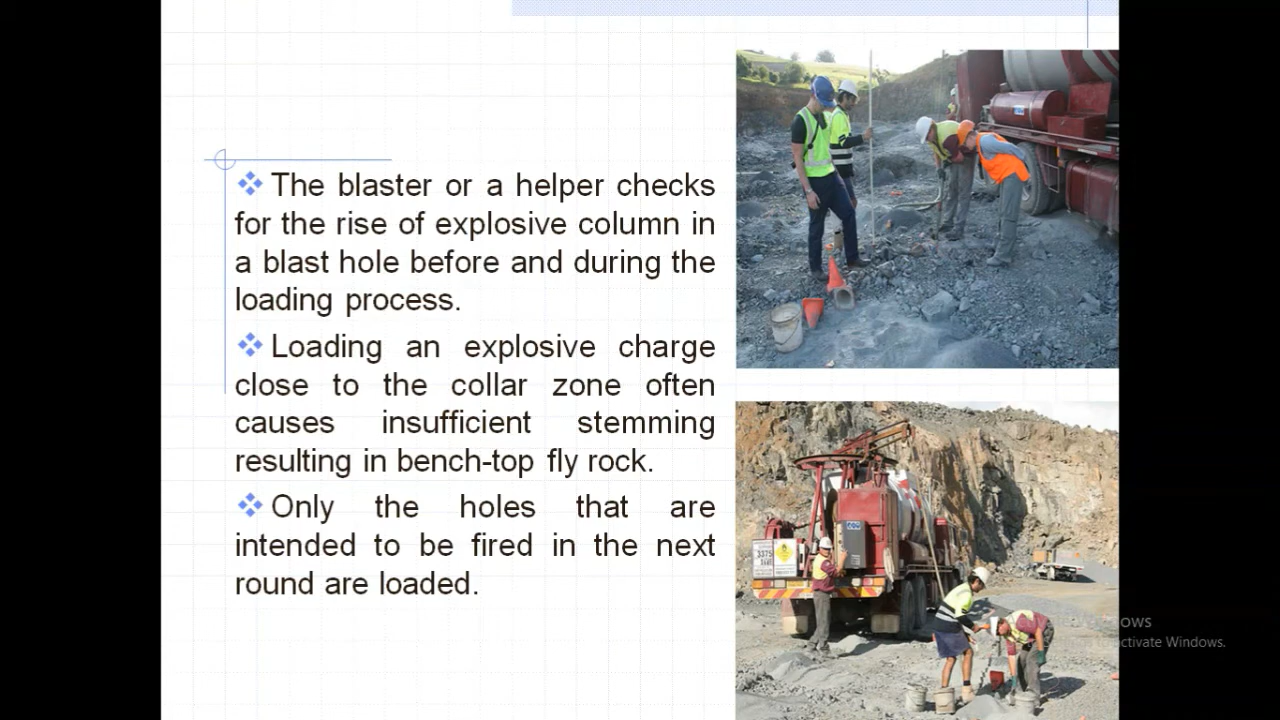 The blaster or a helper checks
for the rise of explosive column in
a blast hole before and during the
loading process.
Loading an explosive charge
close to the collar zone often
causes insufficient stemming
resulting in bench-top fly rock.
Only the holes that are
intended to be fired in the next
round are loaded.
ctivate Windows.